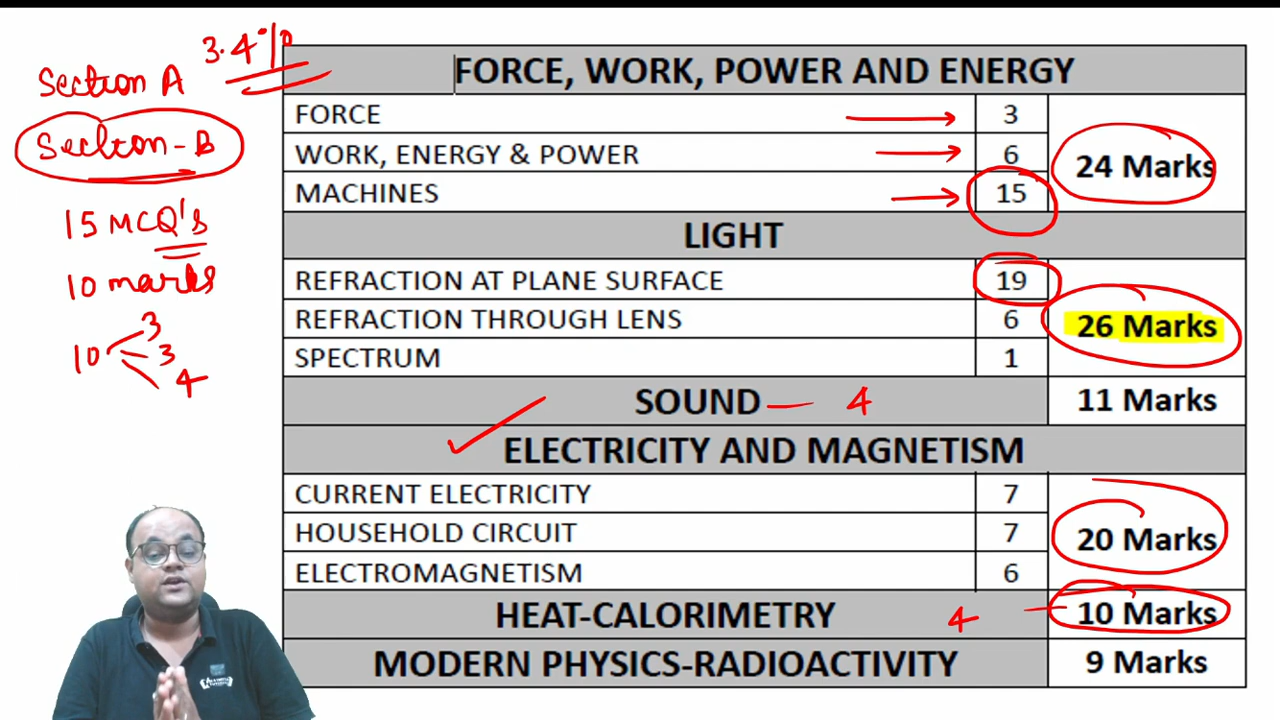 3.4%
Section A
Section-B
15 MCQ's
10 marks
10 3
3
4
FORCE, WORK, POWER AND ENERGY
FORCE 3
WORK, ENERGY & POWER 6
MACHINES 15
24 Marks
LIGHT
REFRACTION AT PLANE SURFACE 19
REFRACTION THROUGH LENS 6
SPECTRUM 1
26 Marks
SOUND 4 11 Marks
ELECTRICITY AND MAGNETISM
CURRENT ELECTRICITY 7
HOUSEHOLD CIRCUIT 7
ELECTROMAGNETISM 6
20 Marks
HEAT-CALORIMETRY 4 10 Marks
MODERN PHYSICS-RADIOACTIVITY 9 Marks